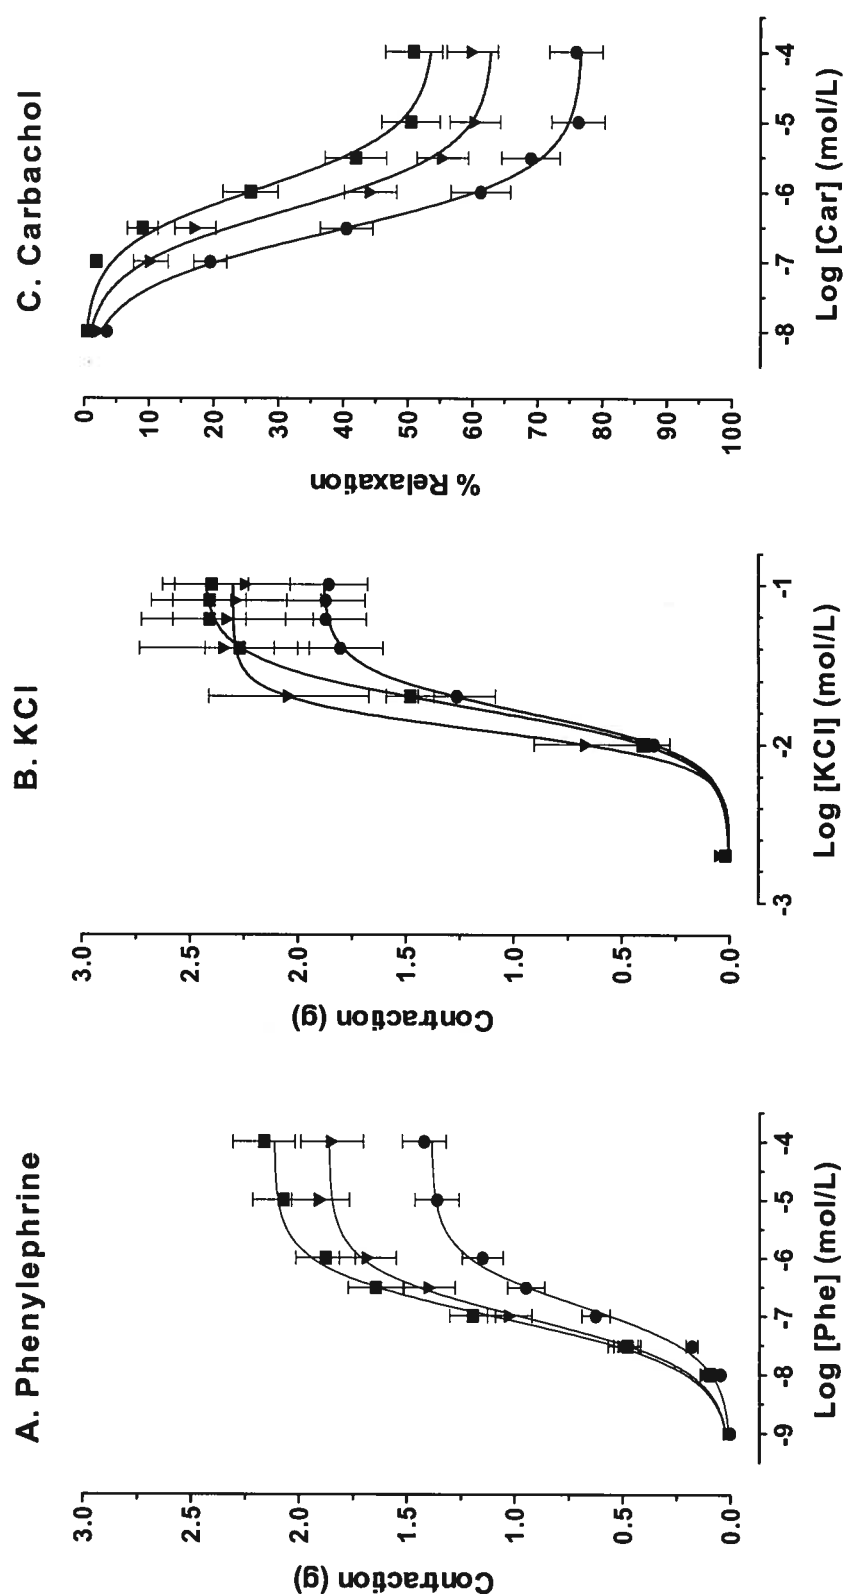 A. Phenylephrine
Contraction (g)
3.0
2.5
2.0
1.5
1.0
0.5
0.0
-9 -8 -7 -6 -5 -4
Log [Phe] (mol/L)
B. KCl
Contraction (g)
3.0
2.5
2.0
1.5
1.0
0.5
0.0
-3 -2 -1
Log [KCl] (mol/L)
C. Carbachol
% Relaxation
0
10
20
30
40
50
60
70
80
90
100
-8 -7 -6 -5 -4
Log [Car] (mol/L)